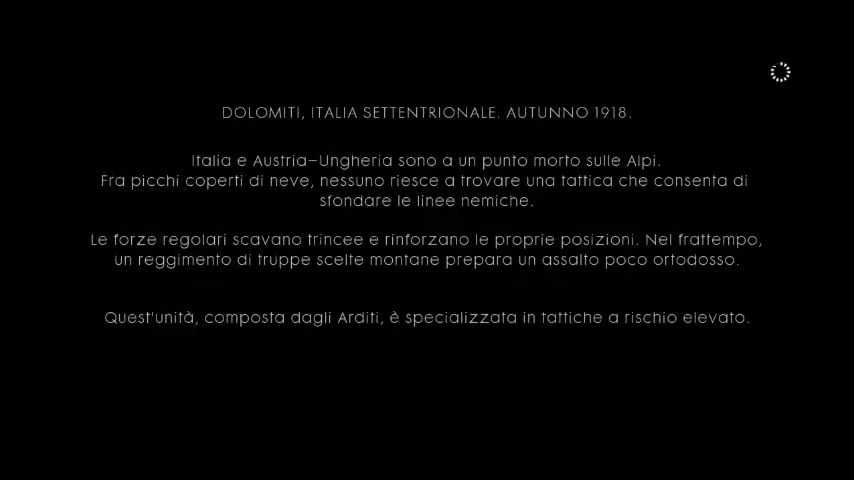 DOLOMITI, ITALIA SETTENTRIONALE. AUTUNNO 1918.
Italia e Austria-Ungheria sono a un punto morto sulle Alpi.
Fra picchi coperti di neve, nessuno riesce a trovare una tattica che consenta di
sfondare le linee nemiche.
Le forze regolari scavano trincee e rinforzano le proprie posizioni. Nel frattempo,
un reggimento di truppe scelte montane prepara un assalto poco ortodosso.
Quest'unità, composta dagli Arditi, è specializzata in tattiche a rischio elevato.